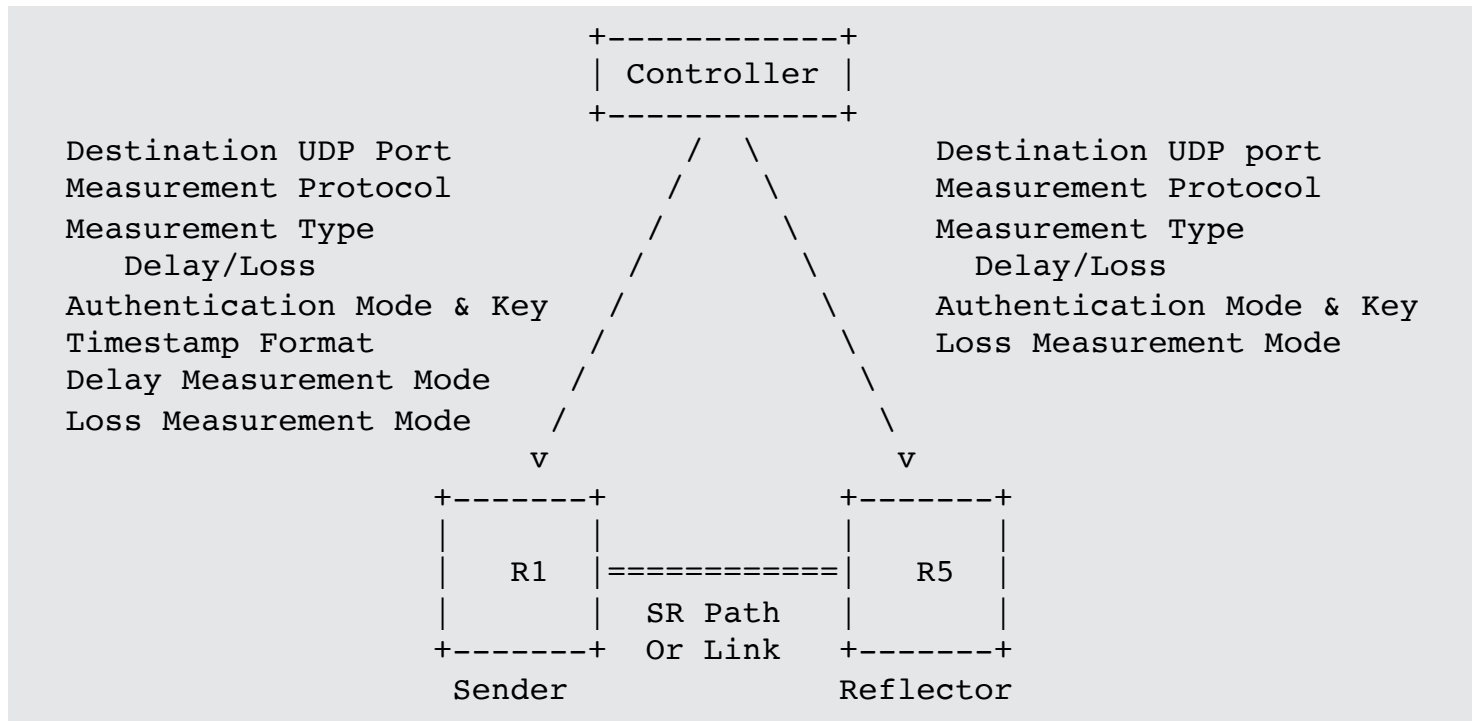 Controller
Destination UDP Port
Measurement Protocol
Measurement Type
Delay/Loss
Authentication Mode & Key
Timestamp Format
Delay Measurement Mode
Loss Measurement Mode
Destination UDP port
Measurement Protocol
Measurement Type
Delay/Loss
Authentication Mode & Key
Loss Measurement Mode
v
v
R1
============
R5
SR Path
Or Link
Sender
Reflector